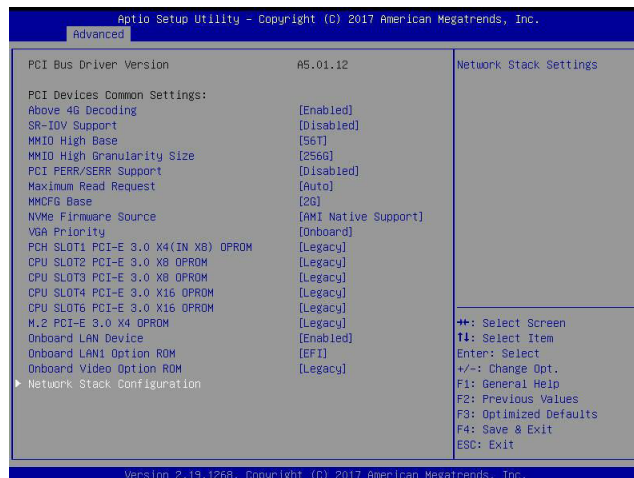 Aptio Setup Utility – Copyright (C) 2017 American Megatrends, Inc.
Advanced
PCI Bus Driver Version A5.01.12
PCI Devices Common Settings:
Above 4G Decoding [Enabled]
SR-IOV Support [Disabled]
MMIO High Base [56T]
MMIO High Granularity Size [256G]
PCI PERR/SERR Support [Disabled]
Maximum Read Request [Auto]
MMCFG Base [2G]
NVMe Firmware Source [AMI Native Support]
VGA Priority [Onboard]
PCH SLOT1 PCI-E 3.0 X4(IN X8) OPROM [Legacy]
CPU SLOT2 PCI-E 3.0 X8 OPROM [Legacy]
CPU SLOT3 PCI-E 3.0 X8 OPROM [Legacy]
CPU SLOT4 PCI-E 3.0 X16 OPROM [Legacy]
CPU SLOT6 PCI-E 3.0 X16 OPROM [Legacy]
M.2 PCI-E 3.0 X4 OPROM [Legacy]
Onboard LAN Device [Enabled]
Onboard LAN1 Option ROM [EFI]
Onboard Video Option ROM [Legacy]
Network Stack Configuration
Network Stack Settings
→←: Select Screen
↑↓: Select Item
Enter: Select
+/-: Change Opt.
F1: General Help
F2: Previous Values
F3: Optimized Defaults
F4: Save & Exit
ESC: Exit
Version 2.19.1268. Copyright (C) 2017 American Megatrends, Inc.